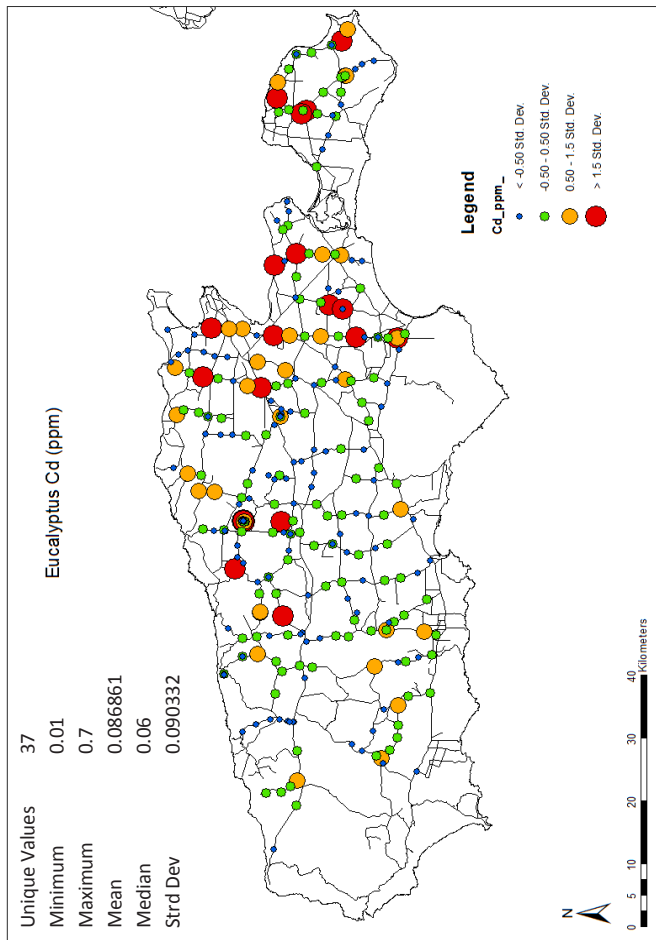 Eucalyptus Cd (ppm)
Unique Values 37
Minimum 0.01
Maximum 0.7
Mean 0.086861
Median 0.06
Strd Dev 0.090332
Legend
Cd_ppm_
< -0.50 Std. Dev.
-0.50 - 0.50 Std. Dev.
0.50 - 1.5 Std. Dev.
> 1.5 Std. Dev.
N
0 5 10 20 30 40
Kilometers